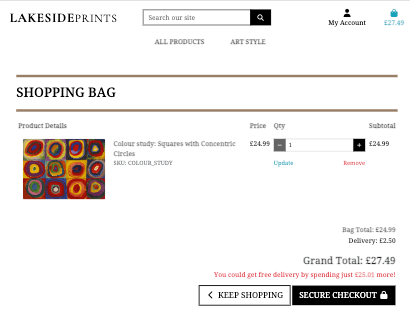 LAKESIDEPRINTS
Search our site
My Account
£27.49
ALL PRODUCTS ART STYLE
SHOPPING BAG
Product Details Price Qty Subtotal
Colour study: Squares with Concentric
Circles
SKU: COLOUR_STUDY
£24.99 − 1 + £24.99
Update Remove
Bag Total: £24.99
Delivery: £2.50
Grand Total: £27.49
You could get free delivery by spending just £25.01 more!
KEEP SHOPPING SECURE CHECKOUT